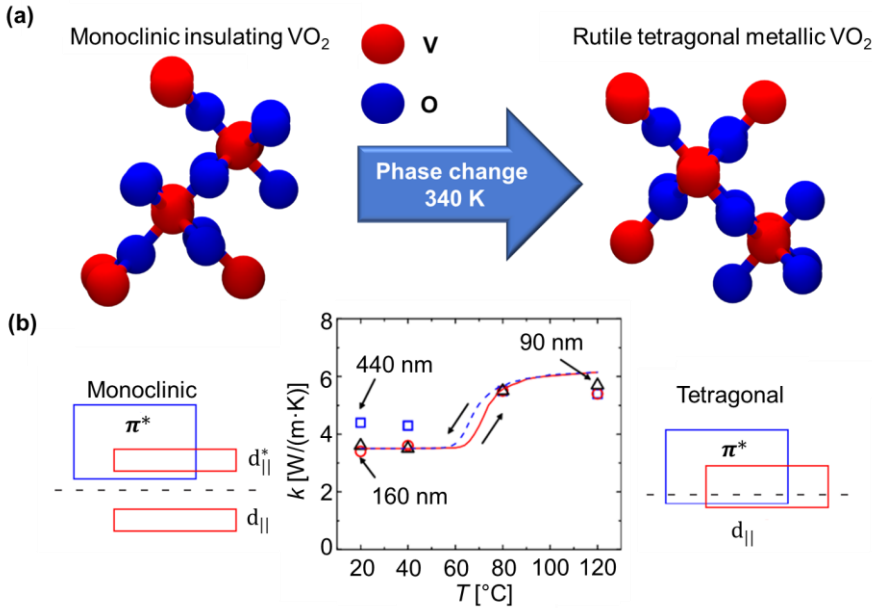 (a)
Monoclinic insulating VO₂
V
O
Rutile tetragonal metallic VO₂
Phase change
340 K
(b)
Monoclinic
π*
d*||
d||
k [W/(m·K)]
8
6
4
2
0
440 nm
90 nm
160 nm
20 40 60 80 100 120
T [°C]
Tetragonal
π*
d||